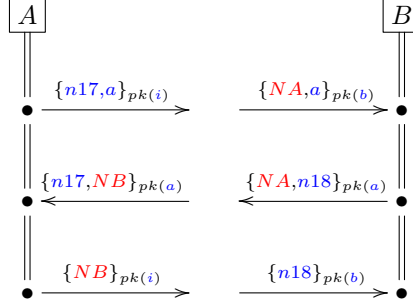 A B
{n17,a}pk(i) {NA,a}pk(b)
{n17,NB}pk(a) {NA,n18}pk(a)
{NB}pk(i) {n18}pk(b)